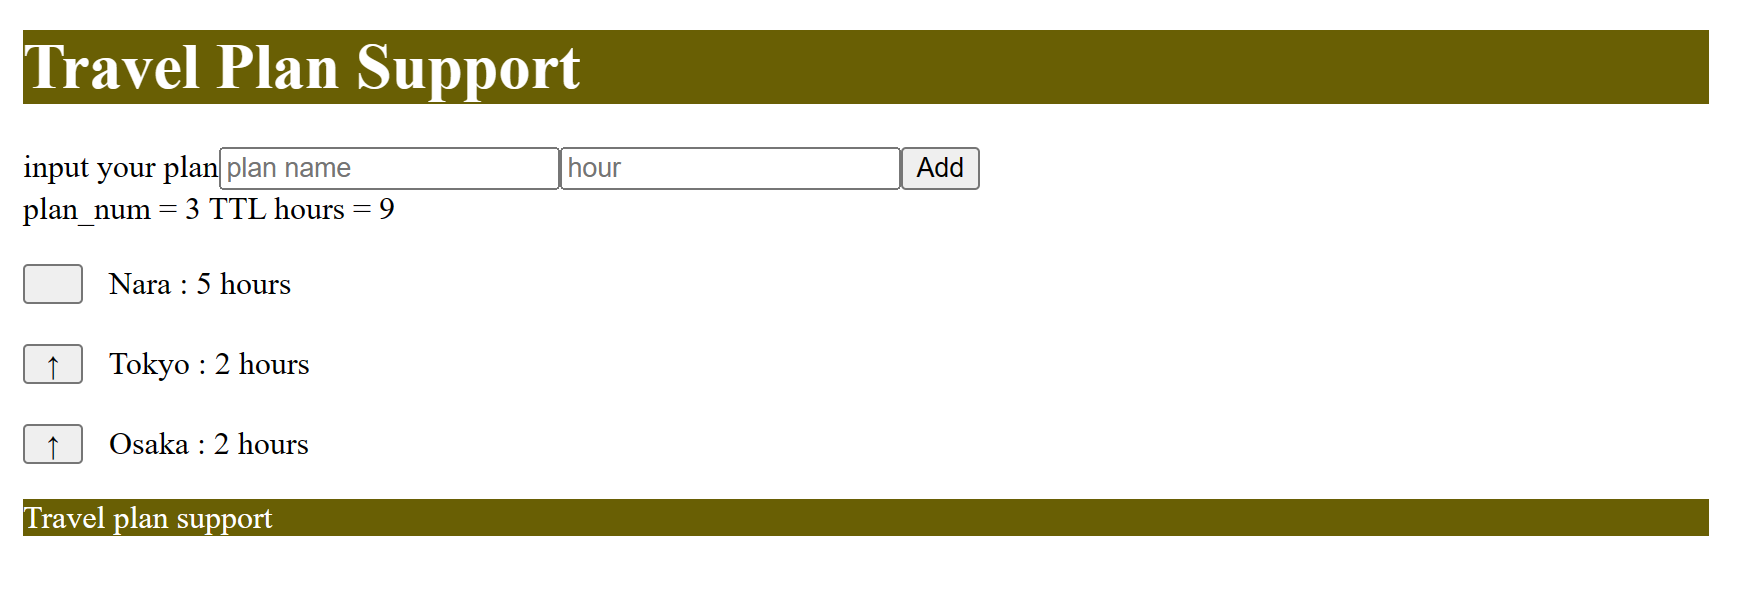 Travel Plan Support
input your plan plan name hour Add
plan_num = 3 TTL hours = 9
Nara : 5 hours
↑ Tokyo : 2 hours
↑ Osaka : 2 hours
Travel plan support